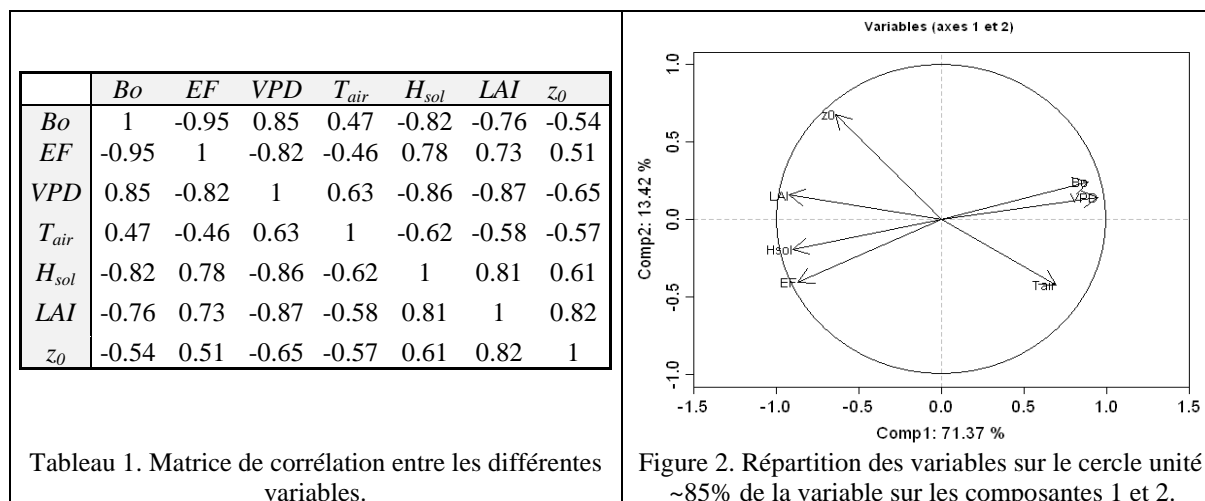 Bo EF VPD Tair Hsol LAI z0
Bo 1 -0.95 0.85 0.47 -0.82 -0.76 -0.54
EF -0.95 1 -0.82 -0.46 0.78 0.73 0.51
VPD 0.85 -0.82 1 0.63 -0.86 -0.87 -0.65
Tair 0.47 -0.46 0.63 1 -0.62 -0.58 -0.57
Hsol -0.82 0.78 -0.86 -0.62 1 0.81 0.61
LAI -0.76 0.73 -0.87 -0.58 0.81 1 0.82
z0 -0.54 0.51 -0.65 -0.57 0.61 0.82 1
Tableau 1. Matrice de corrélation entre les différentes
variables.
Variables (axes 1 et 2)
1.0
0.5
0.0
-0.5
-1.0
Comp2: 13.42 %
z0
LAI
Hsol
EF
Bo
VPD
Tair
-1.5 -1.0 -0.5 0.0 0.5 1.0 1.5
Comp1: 71.37 %
Figure 2. Répartition des variables sur le cercle unité
~85% de la variable sur les composantes 1 et 2.